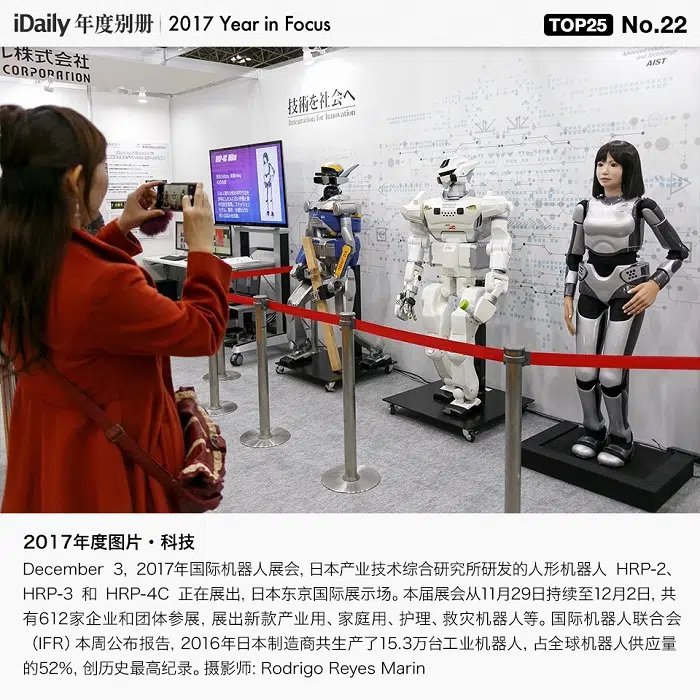 iDaily 年度别册 | 2017 Year in Focus
TOP25 No.22
ル株式会社
CORPORATION
技術を社会へ
Integration for Innovation
AIST
HRP-4C Miim
2017年度图片·科技
December 3, 2017年国际机器人展会, 日本产业技术综合研究所研发的人形机器人 HRP-2、
HRP-3 和 HRP-4C 正在展出, 日本东京国际展示场。本届展会从11月29日持续至12月2日, 共
有612家企业和团体参展, 展出新款产业用、家庭用、护理、救灾机器人等。国际机器人联合会
（IFR）本周公布报告, 2016年日本制造商共生产了15.3万台工业机器人, 占全球机器人供应量
的52%, 创历史最高纪录。摄影师: Rodrigo Reyes Marin